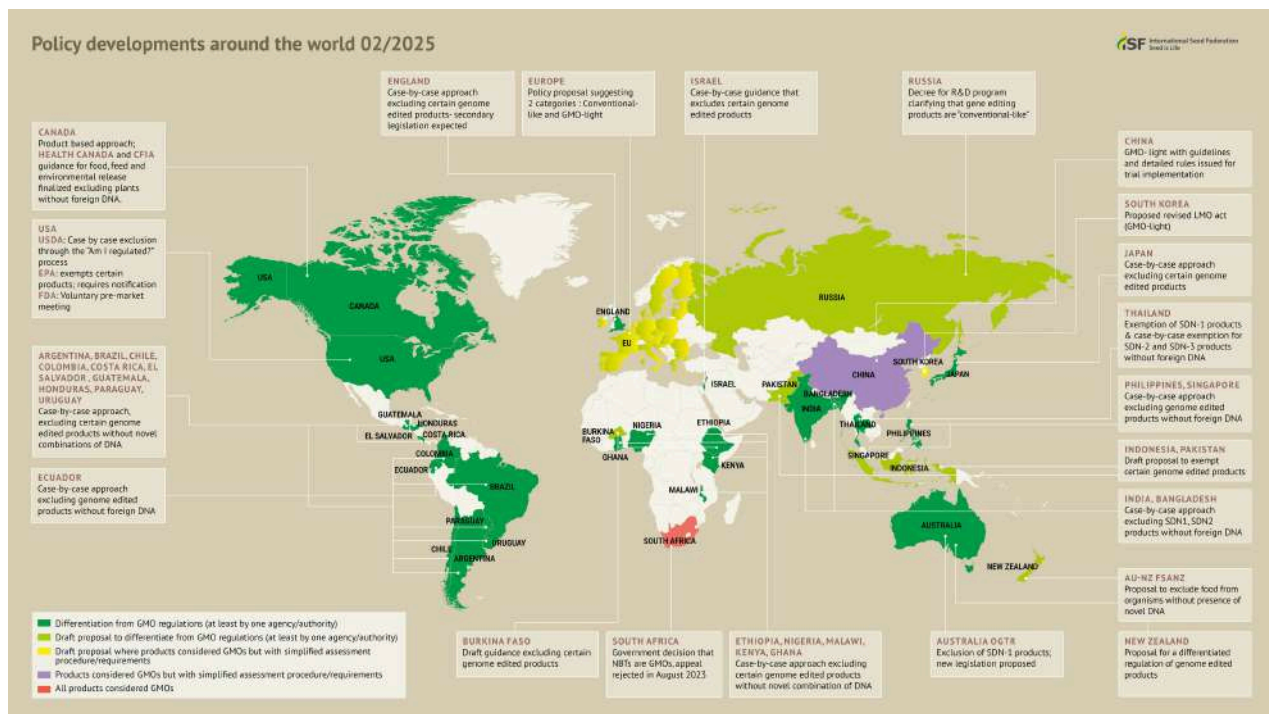 Policy developments around the world 02/2025
iSF International Seed Federation
Seed is Life
ENGLAND
Case-by-case approach
excluding certain genome
edited products- secondary
legislation expected
EUROPE
Policy proposal suggesting
2 categories : Conventional-
like and GMO-light
ISRAEL
Case-by-case guidance that
excludes certain genome
edited products
RUSSIA
Decree for R&D program
clarifying that gene editing
products are "conventional-like"
CANADA
Product based approach;
HEALTH CANADA and CFIA
guidance for food, feed and
environmental release
finalized excluding plants
without foreign DNA.
USA
USDA: Case by case exclusion
through the "Am I regulated?"
process
EPA: exempts certain
products; requires notification
FDA: Voluntary pre-market
meeting
ARGENTINA, BRAZIL, CHILE,
COLOMBIA, COSTA RICA, EL
SALVADOR , GUATEMALA,
HONDURAS, PARAGUAY,
URUGUAY
Case-by-case approach,
excluding certain genome
edited products without novel
combinations of DNA
ECUADOR
Case-by-case approach
excluding genome edited
products without foreign DNA
CHINA
GMO- light with guidelines
and detailed rules issued for
trial implementation
SOUTH KOREA
Proposed revised LMO act
(GMO-light)
JAPAN
Case-by-case approach
excluding certain genome
edited products
THAILAND
Exemption of SDN-1 products
& case-by-case exemption for
SDN-2 and SDN-3 products
without foreign DNA
PHILIPPINES, SINGAPORE
Case-by-case approach
excluding genome edited
products without foreign DNA
INDONESIA, PAKISTAN
Draft proposal to exempt
certain genome edited products
INDIA, BANGLADESH
Case-by-case approach
excluding SDN1, SDN2
products without foreign DNA
AU-NZ FSANZ
Proposal to exclude food from
organisms without presence of
novel DNA
NEW ZEALAND
Proposal for a differentiated
regulation of genome edited
products
USA
CANADA
USA
GUATEMALA
HONDURAS
EL SALVADOR
COSTA RICA
COLOMBIA
ECUADOR
BRAZIL
PARAGUAY
URUGUAY
CHILE
ARGENTINA
ENGLAND
EU
RUSSIA
ISRAEL
PAKISTAN
BANGLADESH
INDIA
CHINA
SOUTH KOREA
JAPAN
THAILAND
PHILIPPINES
SINGAPORE
INDONESIA
BURKINA
FASO
NIGERIA
ETHIOPIA
GHANA
KENYA
MALAWI
SOUTH AFRICA
AUSTRALIA
NEW ZEALAND
Differentiation from GMO regulations (at least by one agency/authority)
Draft proposal to differentiate from GMO regulations (at least by one agency/authority)
Draft proposal where products considered GMOs but with simplified assessment
procedure/requirements
Products considered GMOs but with simplified assessment procedure/requirements
All products considered GMOs
BURKINA FASO
Draft guidance excluding certain
genome edited products
SOUTH AFRICA
Government decision that
NBTs are GMOs, appeal
rejected in August 2023
ETHIOPIA, NIGERIA, MALAWI,
KENYA, GHANA
Case-by-case approach excluding
certain genome edited products
without novel combination of DNA
AUSTRALIA OGTR
Exclusion of SDN-1 products;
new legislation proposed